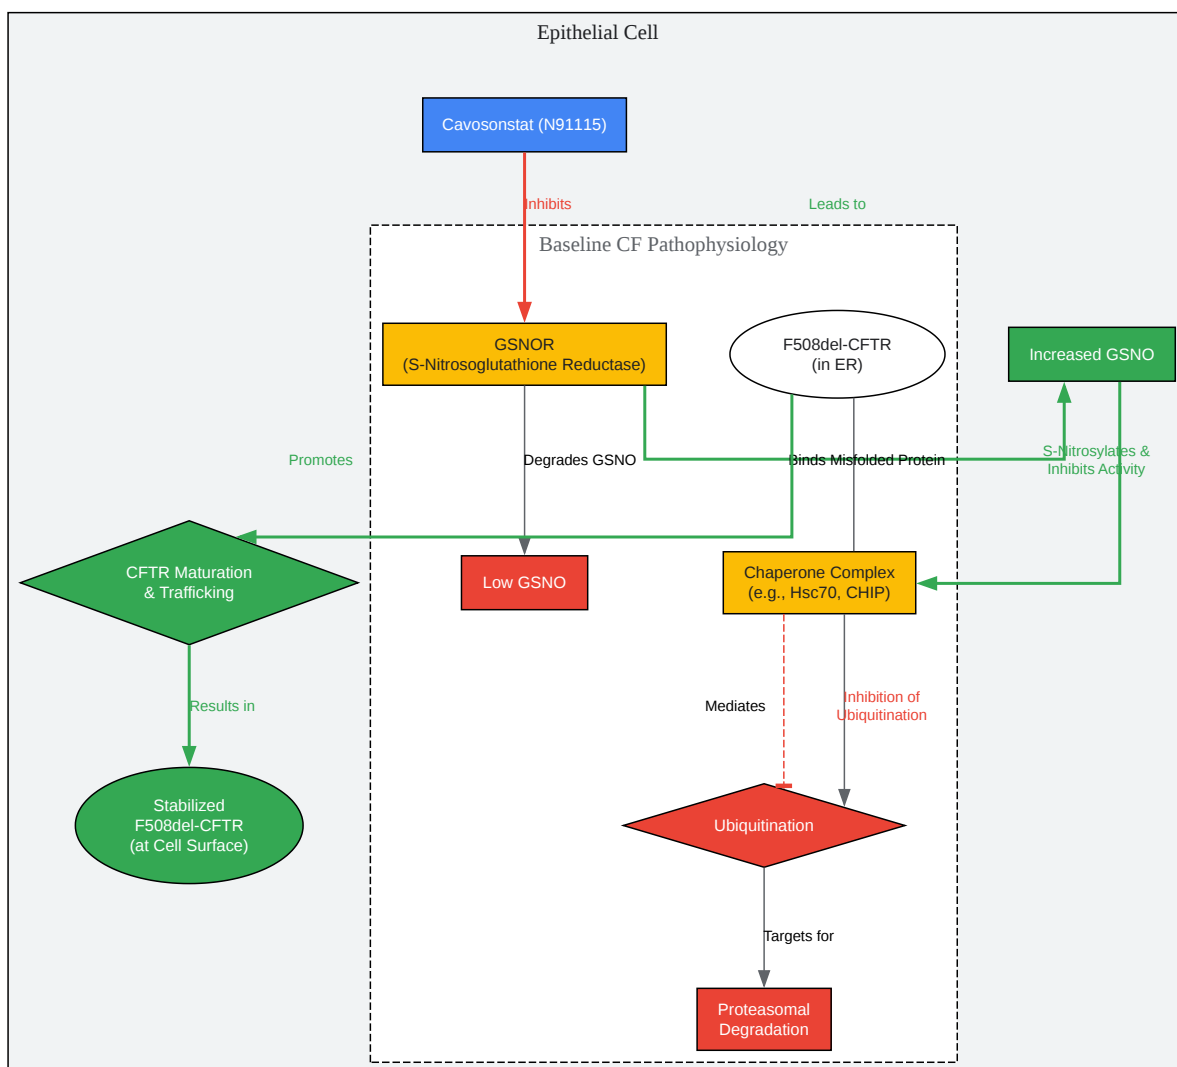 Epithelial Cell
Cavosonstat (N91115)
Inhibits
Leads to
Baseline CF Pathophysiology
GSNOR
(S-Nitrosoglutathione Reductase)
F508del-CFTR
(in ER)
Increased GSNO
Promotes
Degrades GSNO
Binds Misfolded Protein
S-Nitrosylates &
Inhibits Activity
CFTR Maturation
& Trafficking
Low GSNO
Chaperone Complex
(e.g., Hsc70, CHIP)
Results in
Mediates
Inhibition of
Ubiquitination
Stabilized
F508del-CFTR
(at Cell Surface)
Ubiquitination
Targets for
Proteasomal
Degradation